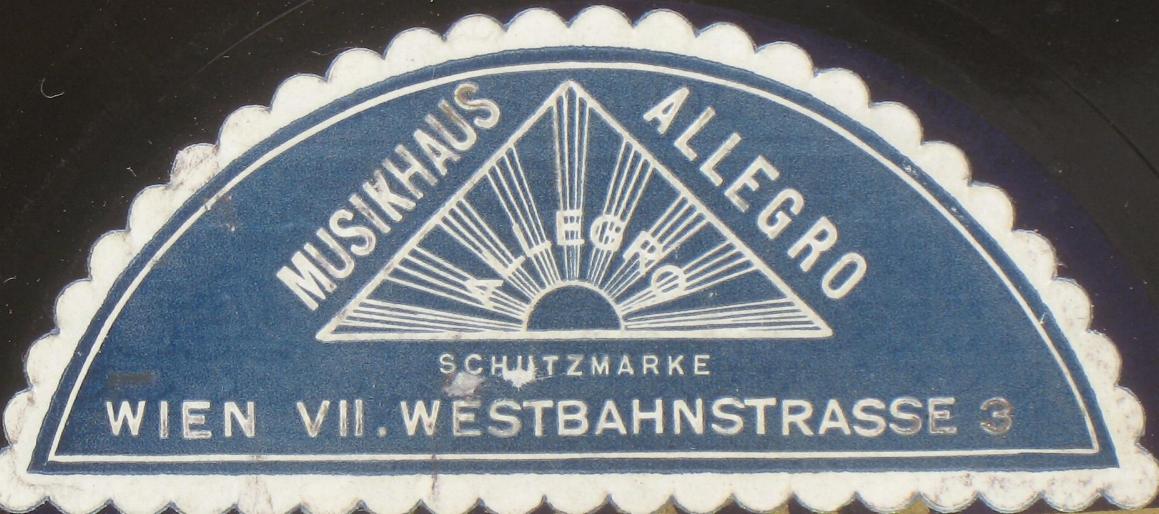 MUSIKHAUS ALLEGRO
ALLEGRO
SCHUTZMARKE
WIEN VII. WESTBAHNSTRASSE 3